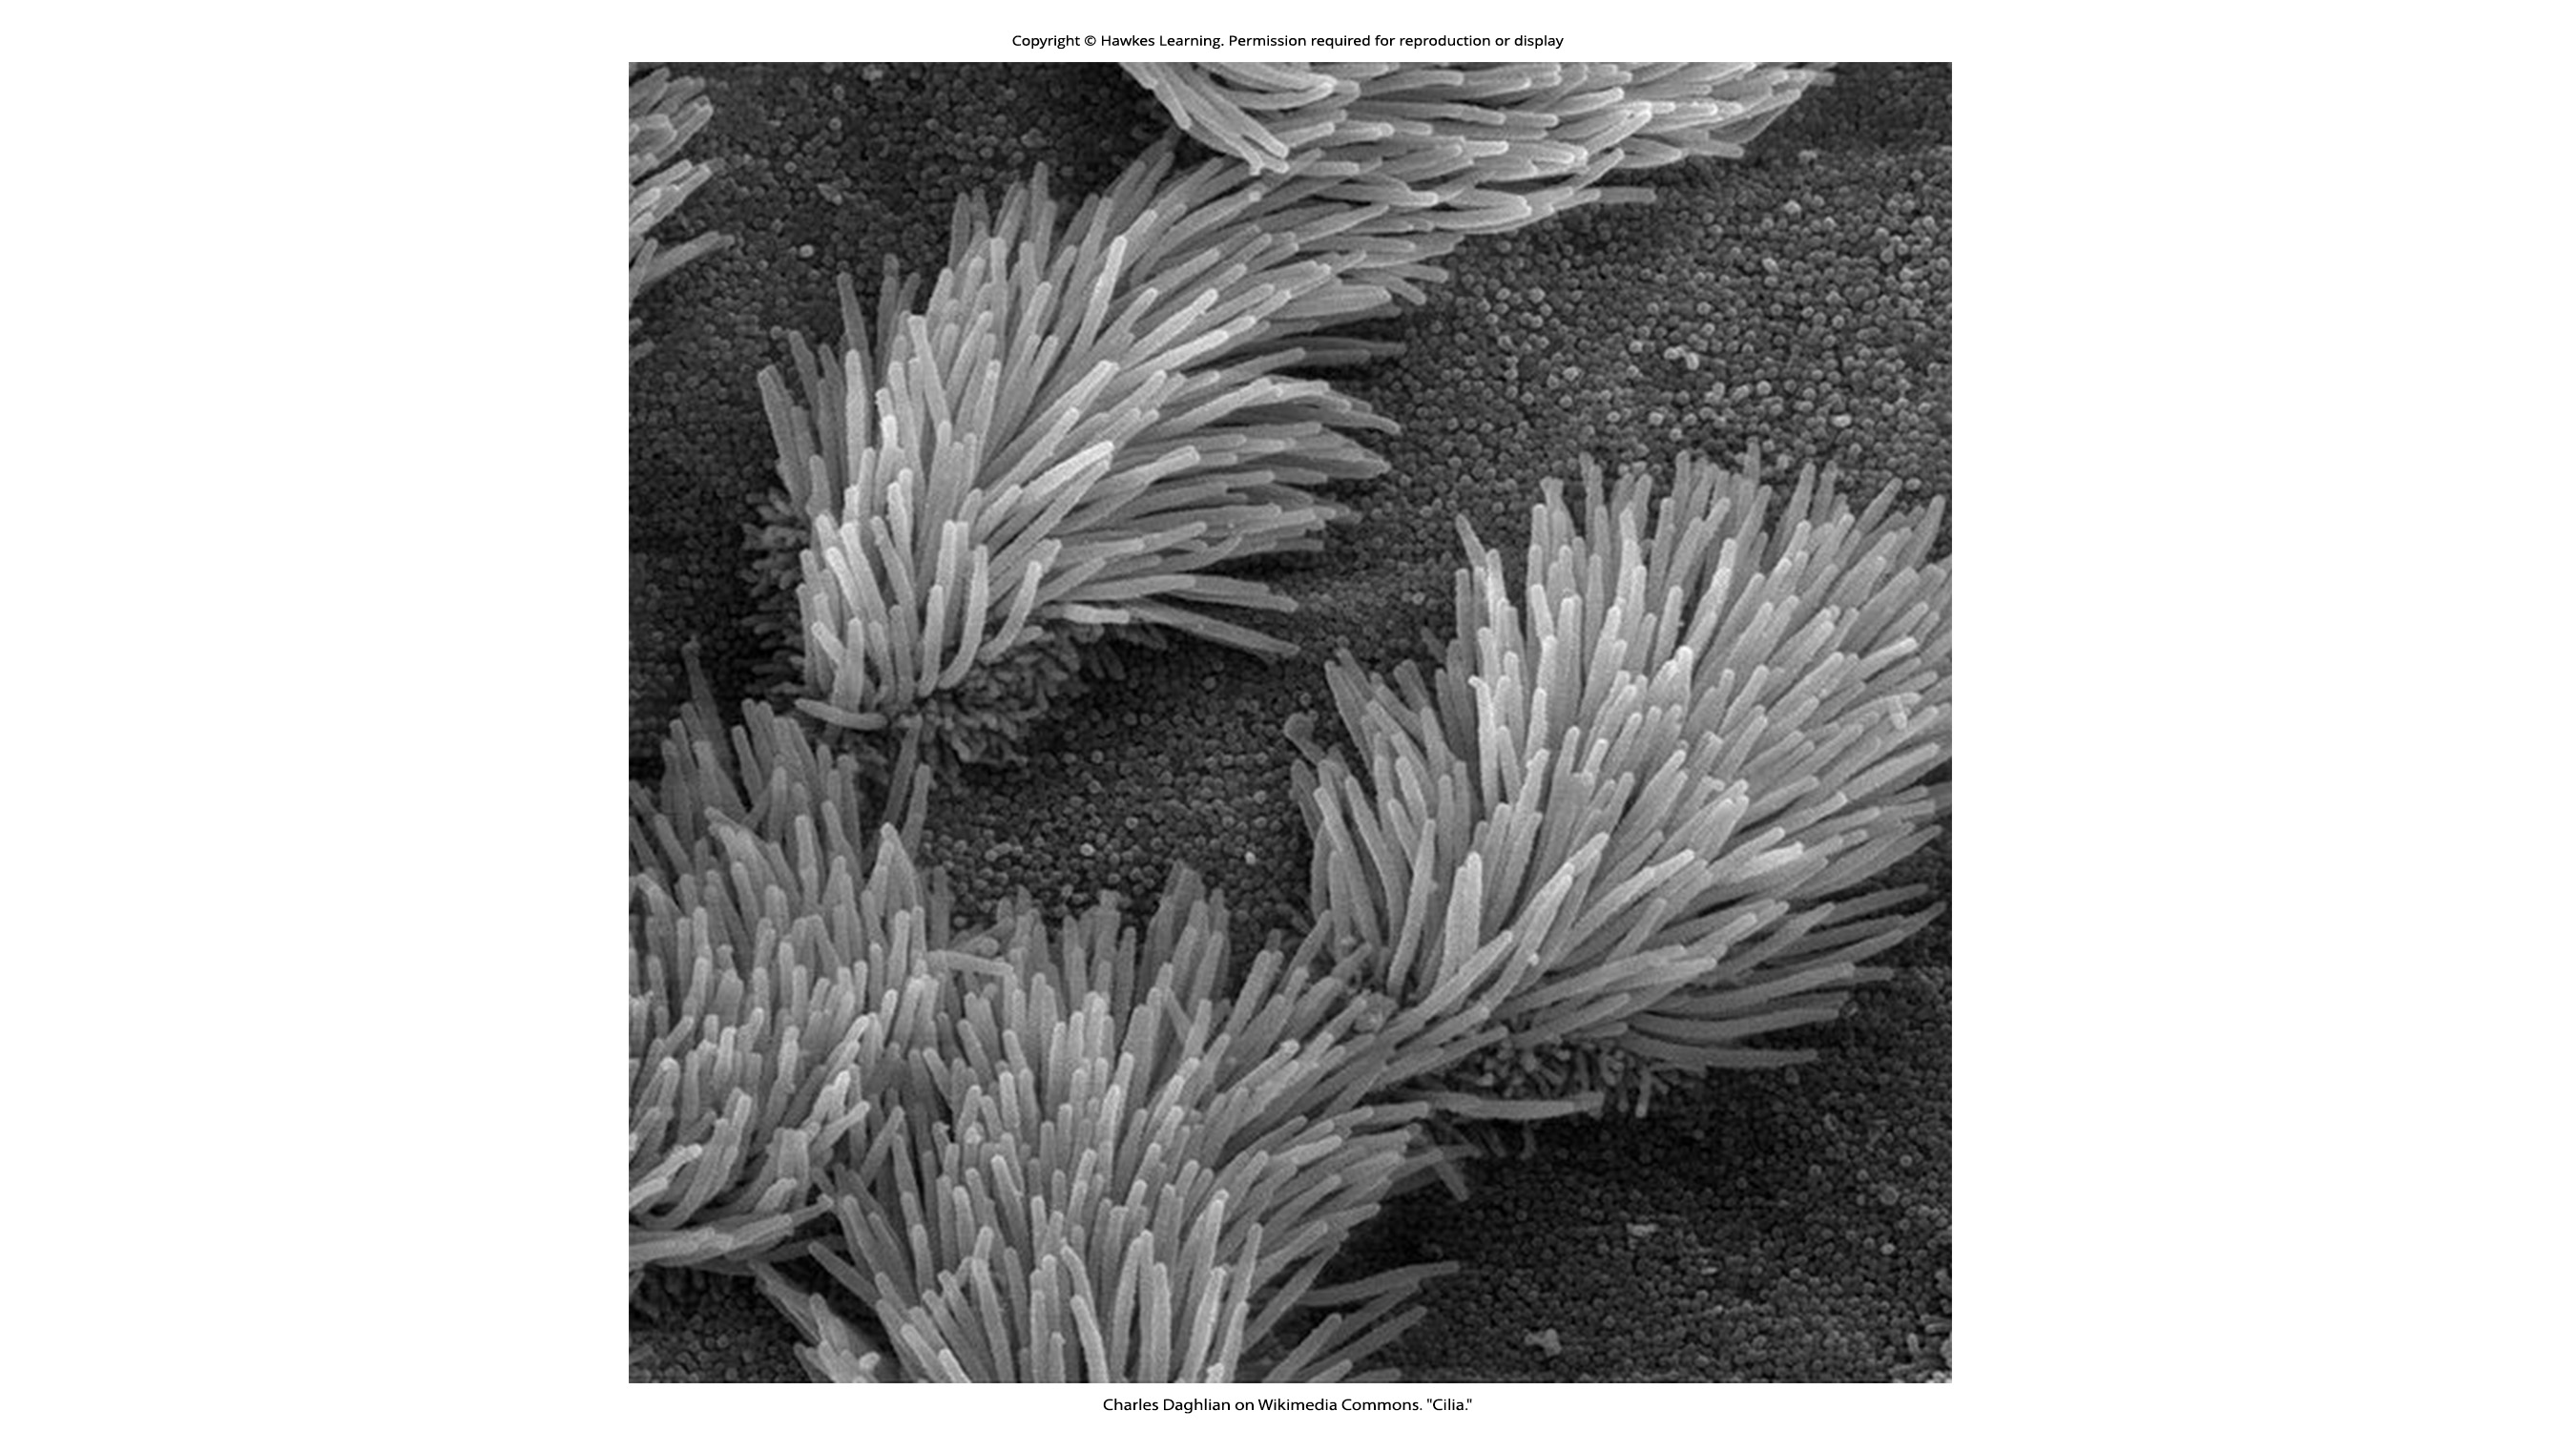 Copyright © Hawkes Learning. Permission required for reproduction or display
Charles Daghlian on Wikimedia Commons. "Cilia."